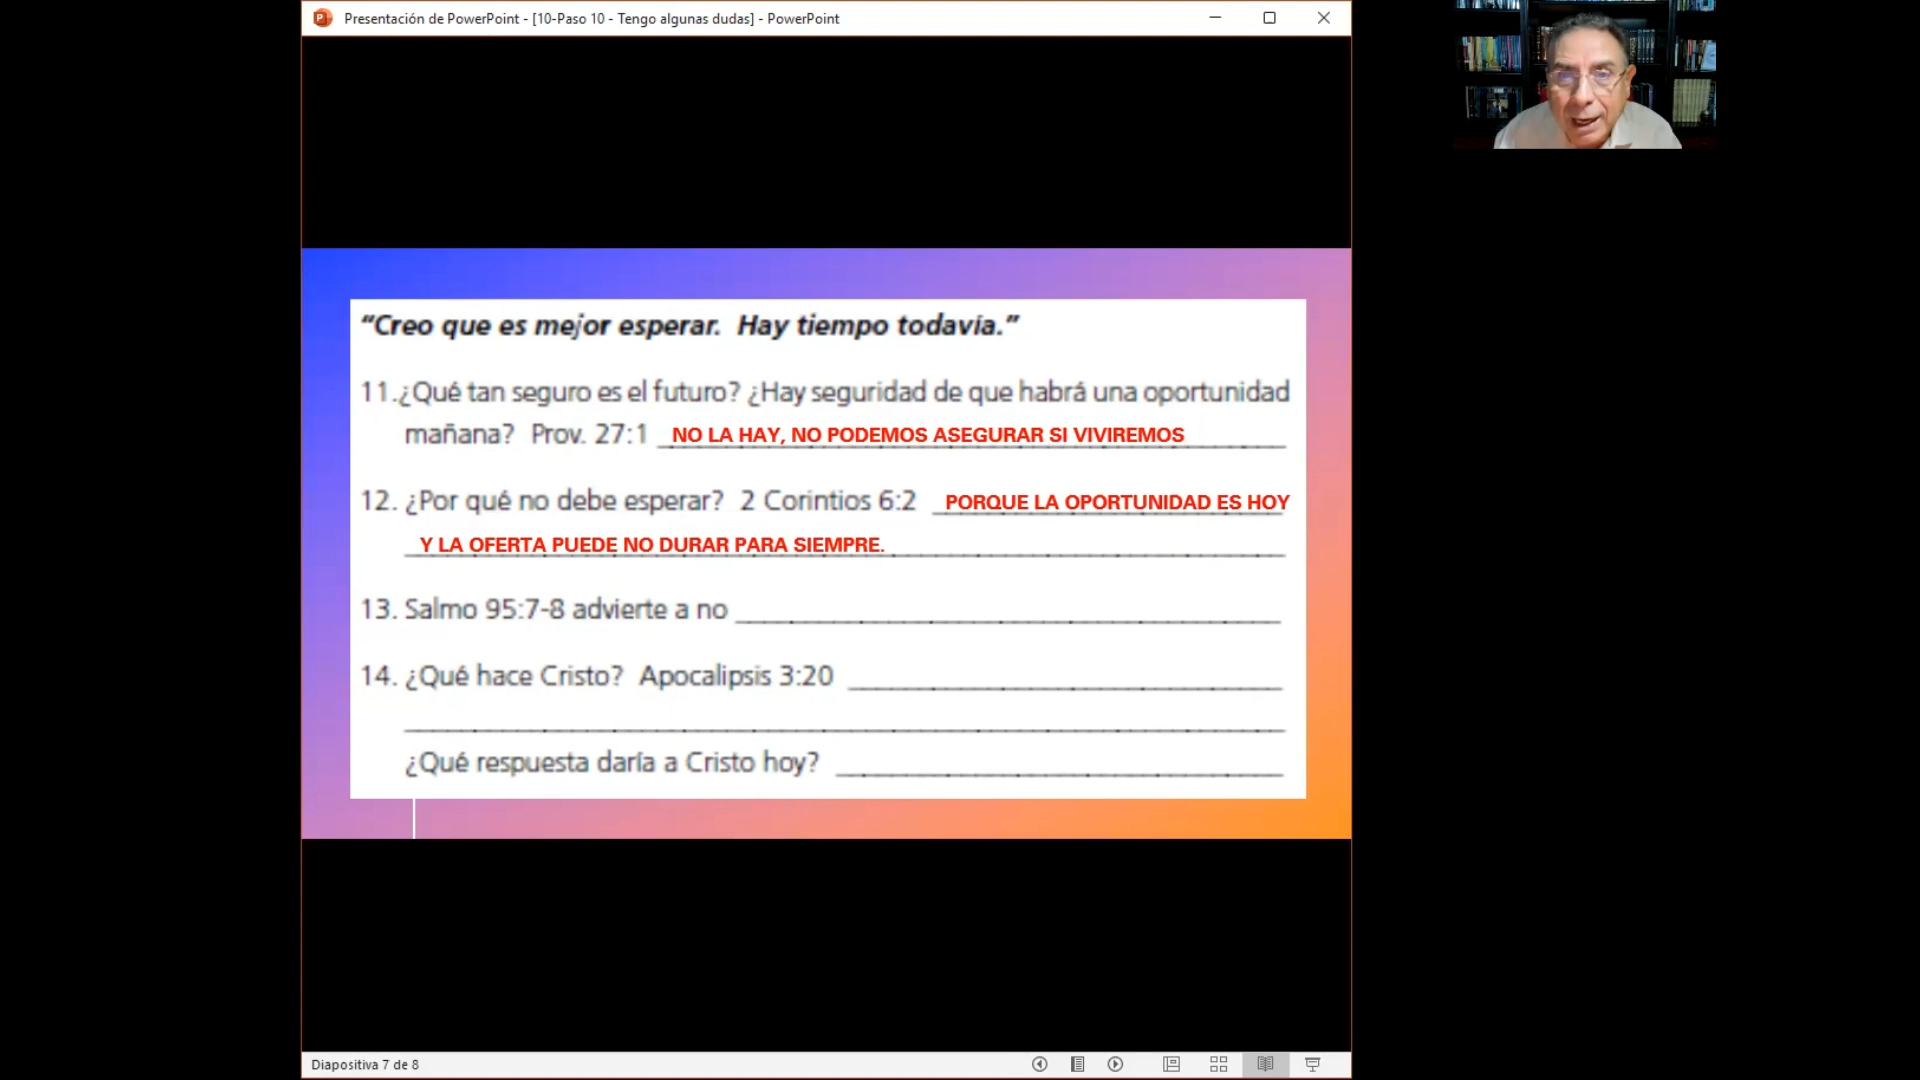 Presentación de PowerPoint - [10-Paso 10 - Tengo algunas dudas] - PowerPoint
“Creo que es mejor esperar. Hay tiempo todavía.”
11.¿Qué tan seguro es el futuro? ¿Hay seguridad de que habrá una oportunidad
mañana? Prov. 27:1 NO LA HAY, NO PODEMOS ASEGURAR SI VIVIREMOS
12. ¿Por qué no debe esperar? 2 Corintios 6:2 PORQUE LA OPORTUNIDAD ES HOY
Y LA OFERTA PUEDE NO DURAR PARA SIEMPRE.
13. Salmo 95:7-8 advierte a no
14. ¿Qué hace Cristo? Apocalipsis 3:20
¿Qué respuesta daría a Cristo hoy?
Diapositiva 7 de 8